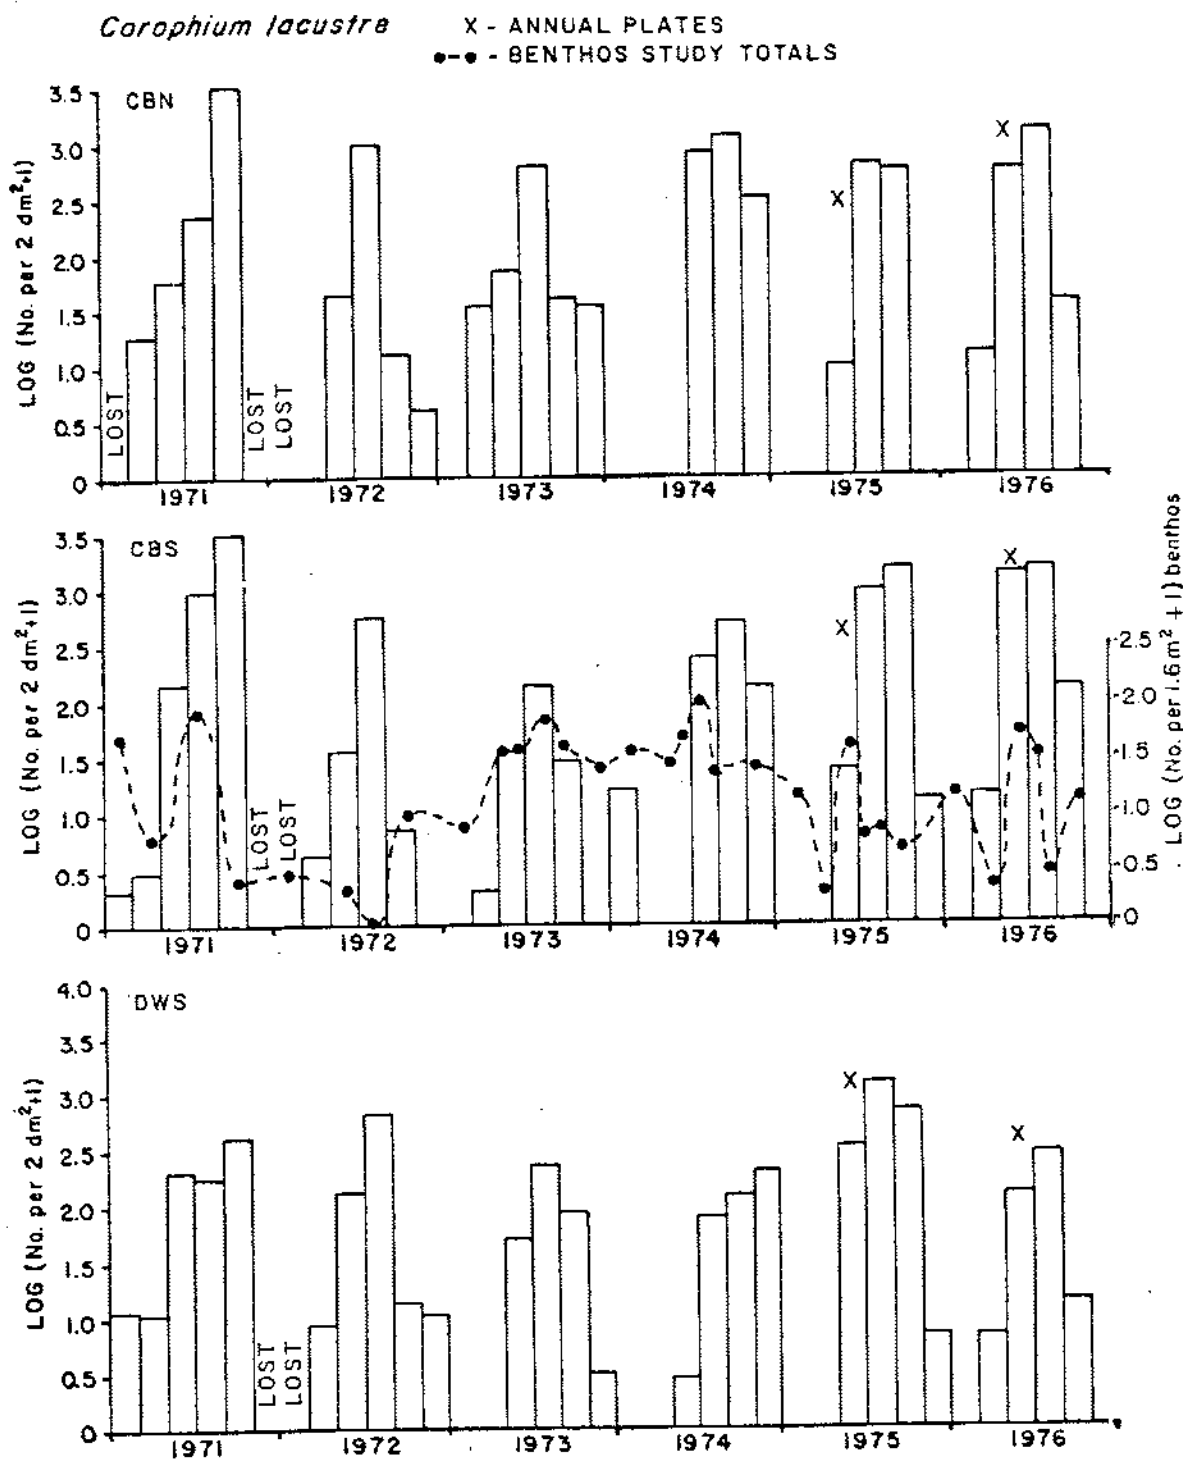 Corophium lacustre
X - ANNUAL PLATES
●--● - BENTHOS STUDY TOTALS
CBN
LOG (No. per 2 dm²+1)
3.5
3.0
2.5
2.0
1.5
1.0
0.5
0
LOST
LOST
LOST
X
X
1971
1972
1973
1974
1975
1976
CBS
LOG (No. per 2 dm²+1)
3.5
3.0
2.5
2.0
1.5
1.0
0.5
0
LOST
LOST
X
X
2.5
2.0
1.5
1.0
0.5
0
LOG (No. per 1.6m² + 1) benthos
1971
1972
1973
1974
1975
1976
DWS
LOG (No. per 2 dm²+1)
4.0
3.5
3.0
2.5
2.0
1.5
1.0
0.5
0
LOST
LOST
X
X
1971
1972
1973
1974
1975
1976